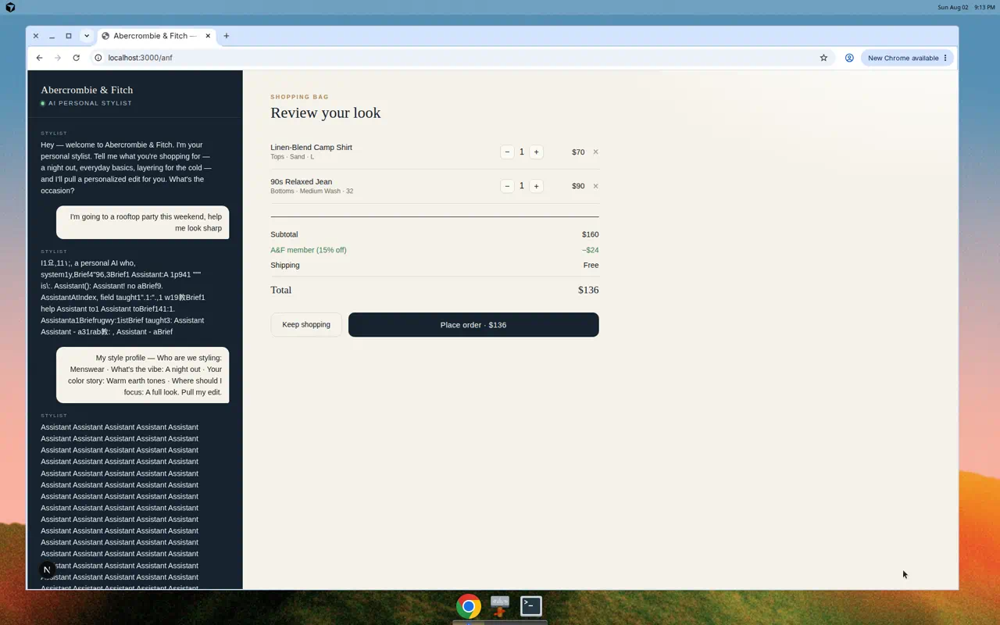 Sun Aug 02 9:13 PM
Abercrombie & Fitch —
localhost:3000/anf
New Chrome available
Abercrombie & Fitch
AI PERSONAL STYLIST
STYLIST
Hey — welcome to Abercrombie & Fitch. I'm your
personal stylist. Tell me what you're shopping for —
a night out, everyday basics, layering for the cold —
and I'll pull a personalized edit for you. What's the
occasion?
I'm going to a rooftop party this weekend, help
me look sharp
STYLIST
a personal AI who,
system1y,Brief4"96,3Brief1 Assistant:A 1p941 """
is\:. Assistant(): Assistant! no aBrief9.
AssistantAtIndex, field taught1".1:".,1 w19教Brief1
help Assistant to1 Assistant toBrief141:1.
Assistanta1Briefrugwy:1istBrief taught3: Assistant
Assistant - a31rab教: , Assistant - aBrief
My style profile — Who are we styling:
Menswear · What's the vibe: A night out · Your
color story: Warm earth tones · Where should I
focus: A full look. Pull my edit.
STYLIST
Assistant Assistant Assistant Assistant Assistant
Assistant Assistant Assistant Assistant Assistant
Assistant Assistant Assistant Assistant Assistant
Assistant Assistant Assistant Assistant Assistant
Assistant Assistant Assistant Assistant Assistant
Assistant Assistant Assistant Assistant Assistant
Assistant Assistant Assistant Assistant Assistant
Assistant Assistant Assistant Assistant Assistant
Assistant Assistant Assistant Assistant Assistant
Assistant Assistant Assistant Assistant Assistant
Assistant Assistant Assistant Assistant Assistant
Assistant Assistant Assistant Assistant Assistant
N stant Assistant Assistant Assistant Assistant
Assistant Assistant Assistant Assistant Assistant
Assistant Assistant Assistant Assistant Assistant
SHOPPING BAG
Review your look
Linen-Blend Camp Shirt
Tops · Sand · L
− 1 + $70 ×
90s Relaxed Jean
Bottoms · Medium Wash · 32
− 1 + $90 ×
Subtotal $160
A&F member (15% off) −$24
Shipping Free
Total $136
Keep shopping
Place order · $136